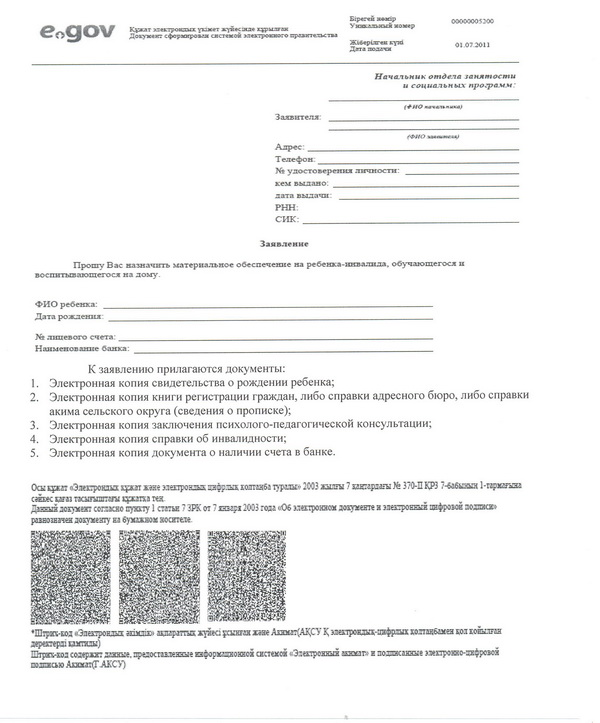 e.gov
Құжат электрондық үкімет жүйесінде құрылған
Документ сформирован системой электронного правительства
Бірегей нөмір
Уникальный номер
00000005200
Жіберілген күні
Дата подачи
01.07.2011
Начальник отдела занятости
и социальных программ:
(ФИО начальника)
Заявителя:
(ФИО заявителя)
Адрес:
Телефон:
№ удостоверения личности:
кем выдано:
дата выдачи:
РНН:
СИК:
Заявление
Прошу Вас назначить материальное обеспечение на ребенка-инвалида, обучающегося и
воспитывающегося на дому.
ФИО ребенка:
Дата рождения:
№ лицевого счета:
Наименование банка:
К заявлению прилагаются документы:
1. Электронная копия свидетельства о рождении ребенка;
2. Электронная копия книги регистрации граждан, либо справки адресного бюро, либо справки
акима сельского округа (сведения о прописке);
3. Электронная копия заключения психолого-педагогической консультации;
4. Электронная копия справки об инвалидности;
5. Электронная копия документа о наличии счета в банке.
Осы құжат «Электрондық құжат және электрондық цифрлық қолтаңба туралы» 2003 жылғы 7 қаңтардағы № 370-II ҚРЗ 7-бабының 1-тармағына
сәйкес қағаз тасығыштағы құжатқа тең.
Данный документ согласно пункту 1 статьи 7 ЗРК от 7 января 2003 года «Об электронном документе и электронный цифровой подписи»
равнозначен документу на бумажном носителе.
*Штрих-код «Электрондық әкімдік» ақпараттық жүйесі ұсынған және Акимат(АҚСУ Қ электрондық-цифрлық қолтаңбамен қол қойылған
деректерді қамтиды)
Штрих-код содержит данные, предоставленные информационной системой «Электронный акимат» и подписанные электронно-цифровой
подписью Акимат(Г.АКСУ)